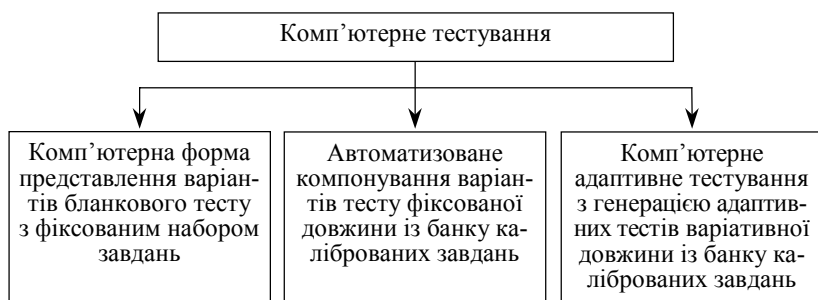 Комп’ютерне тестування
Комп’ютерна форма
представлення варіан-
тів бланкового тесту
з фіксованим набором
завдань
Автоматизоване
компонування варіан-
тів тесту фіксованої
довжини із банку ка-
ліброваних завдань
Комп’ютерне
адаптивне тестування
з генерацією адаптив-
них тестів варіативної
довжини із банку ка-
ліброваних завдань